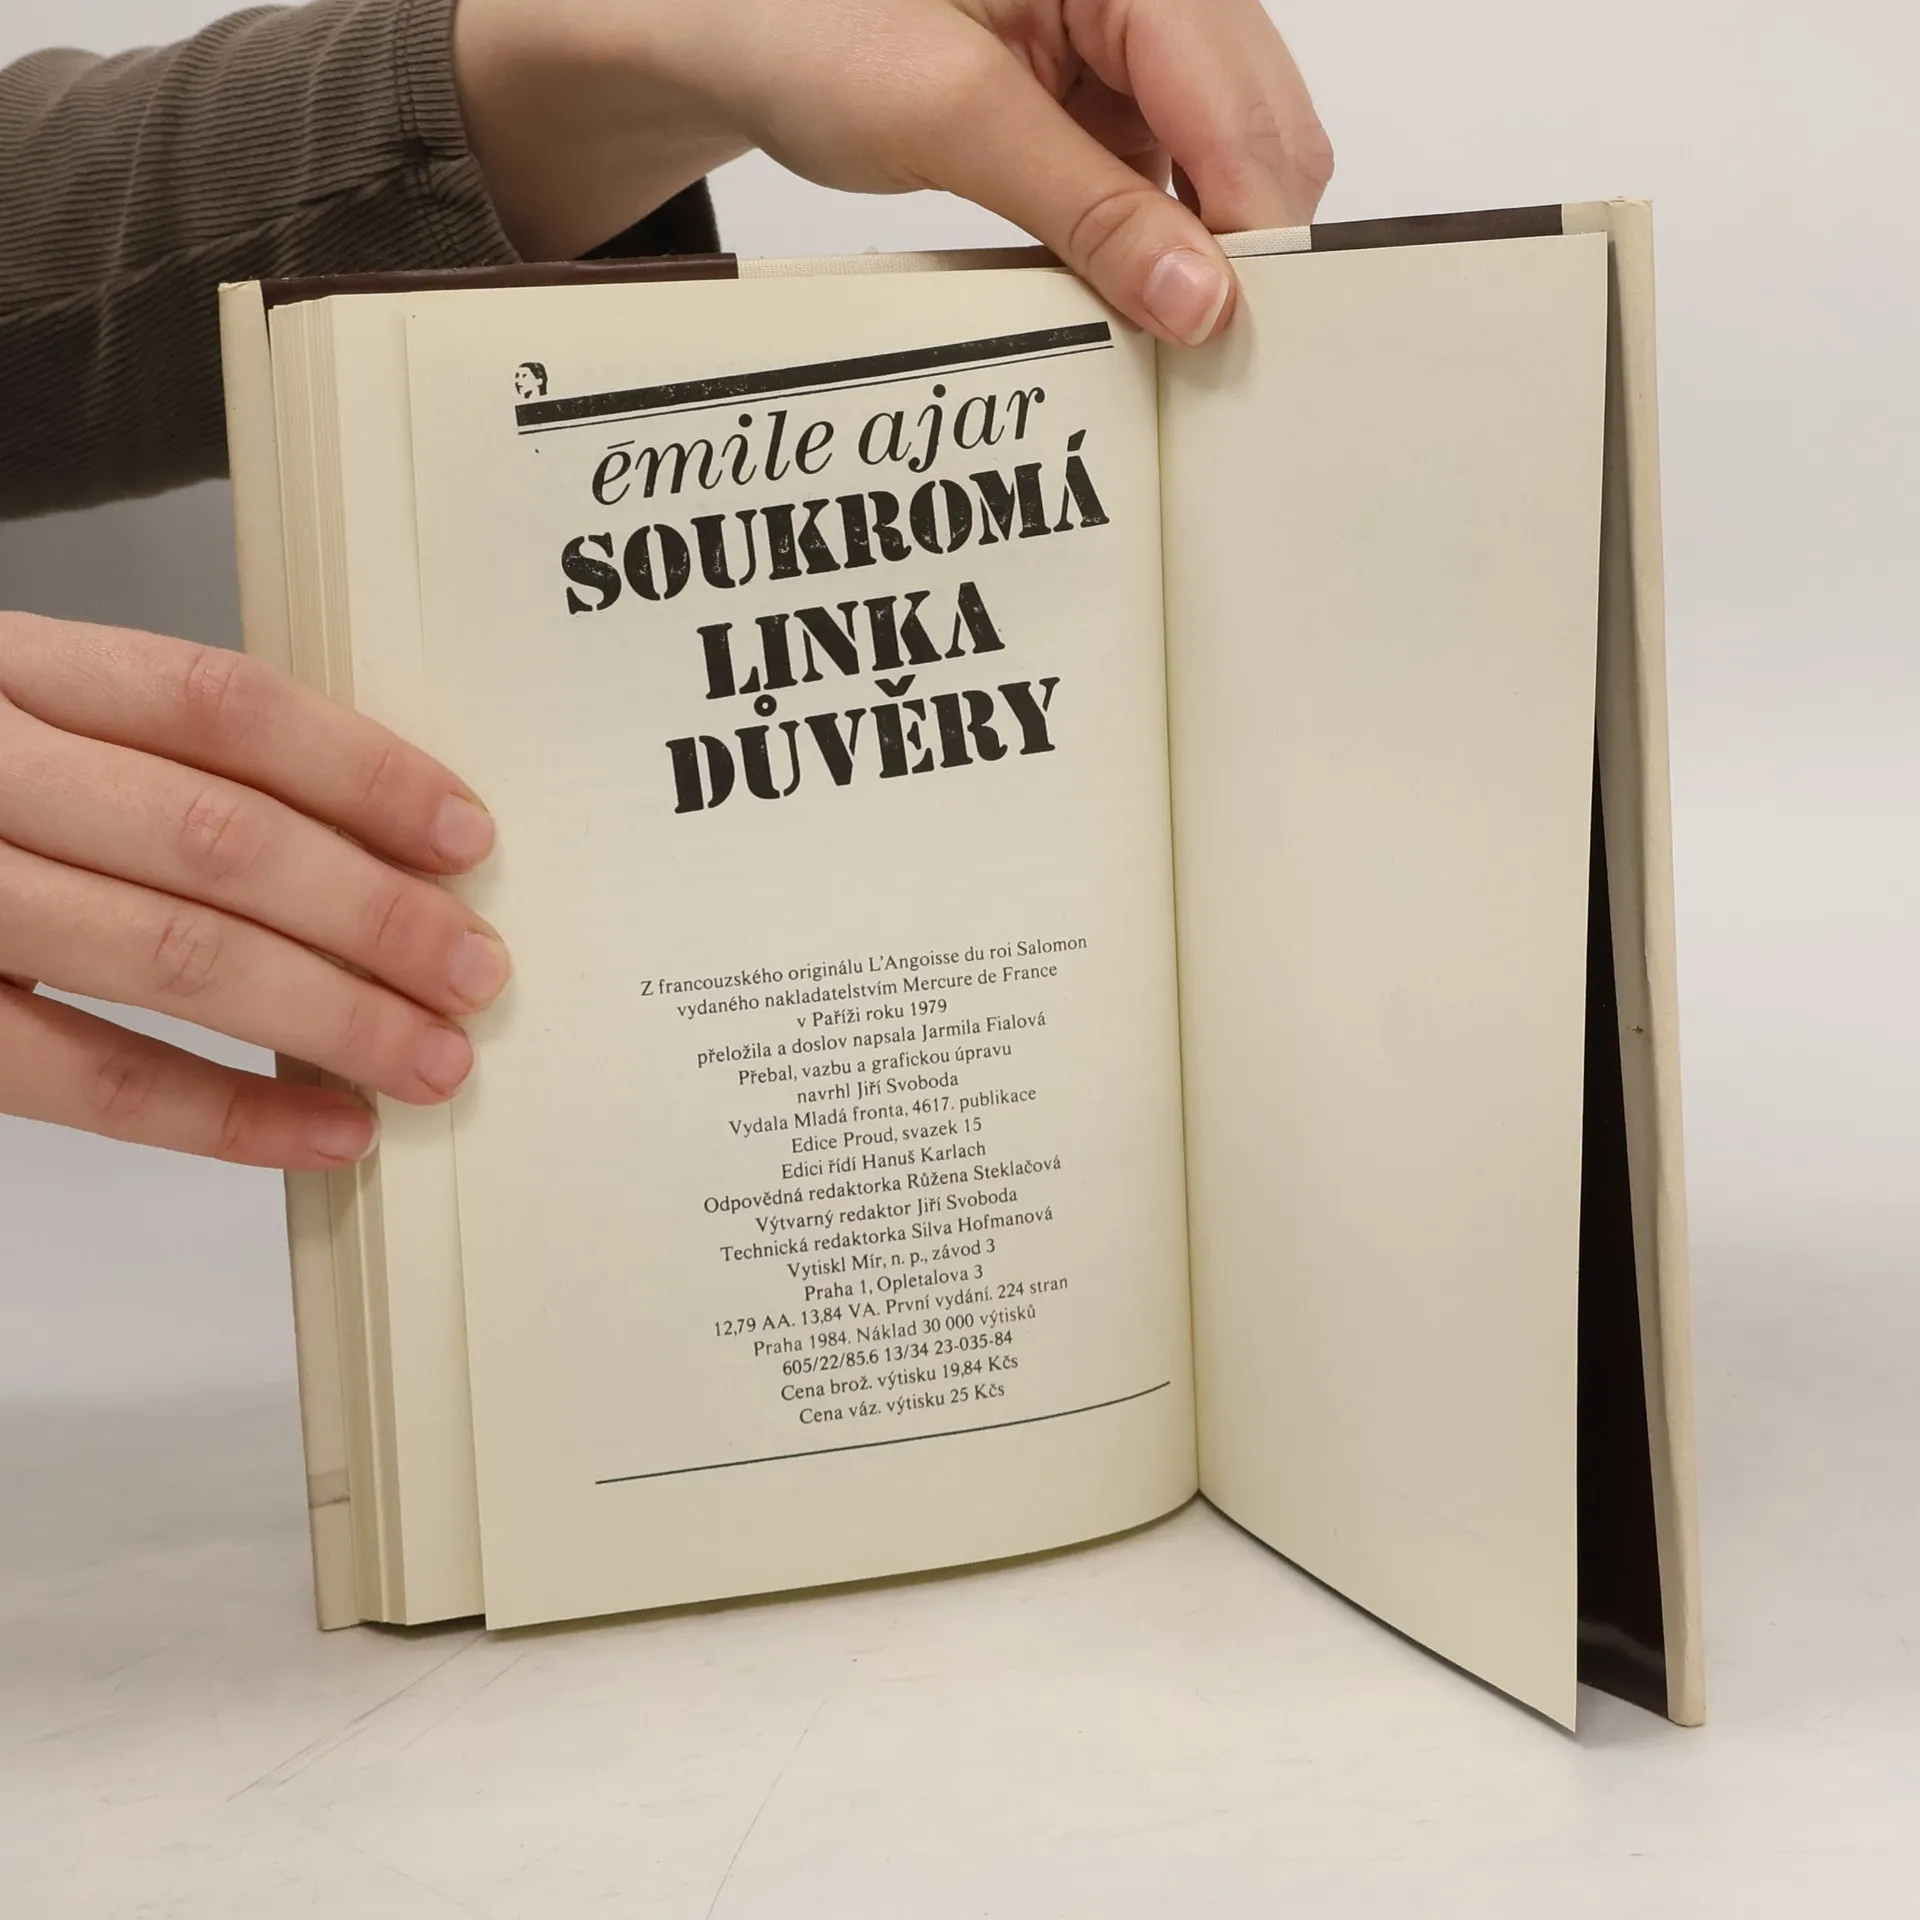 ēmile ajar
SOUKROMÁ
LINKA
DŮVĚRY
Z francouzského originálu L'Angoisse du roi Salomon
vydaného nakladatelstvím Mercure de France
v Paříži roku 1979
přeložila a doslov napsala Jarmila Fialová
Přebal, vazbu a grafickou úpravu
navrhl Jiří Svoboda
Vydala Mladá fronta, 4617. publikace
Edice Proud, svazek 15
Edici řídí Hanuš Karlach
Odpovědná redaktorka Růžena Steklačová
Výtvarný redaktor Jiří Svoboda
Technická redaktorka Silva Hofmanová
Vytiskl Mír, n. p., závod 3
Praha 1, Opletalova 3
12,79 AA. 13,84 VA. První vydání. 224 stran
Praha 1984. Náklad 30 000 výtisků
605/22/85.6 13/34 23-035-84
Cena brož. výtisku 19,84 Kčs
Cena váz. výtisku 25 Kčs